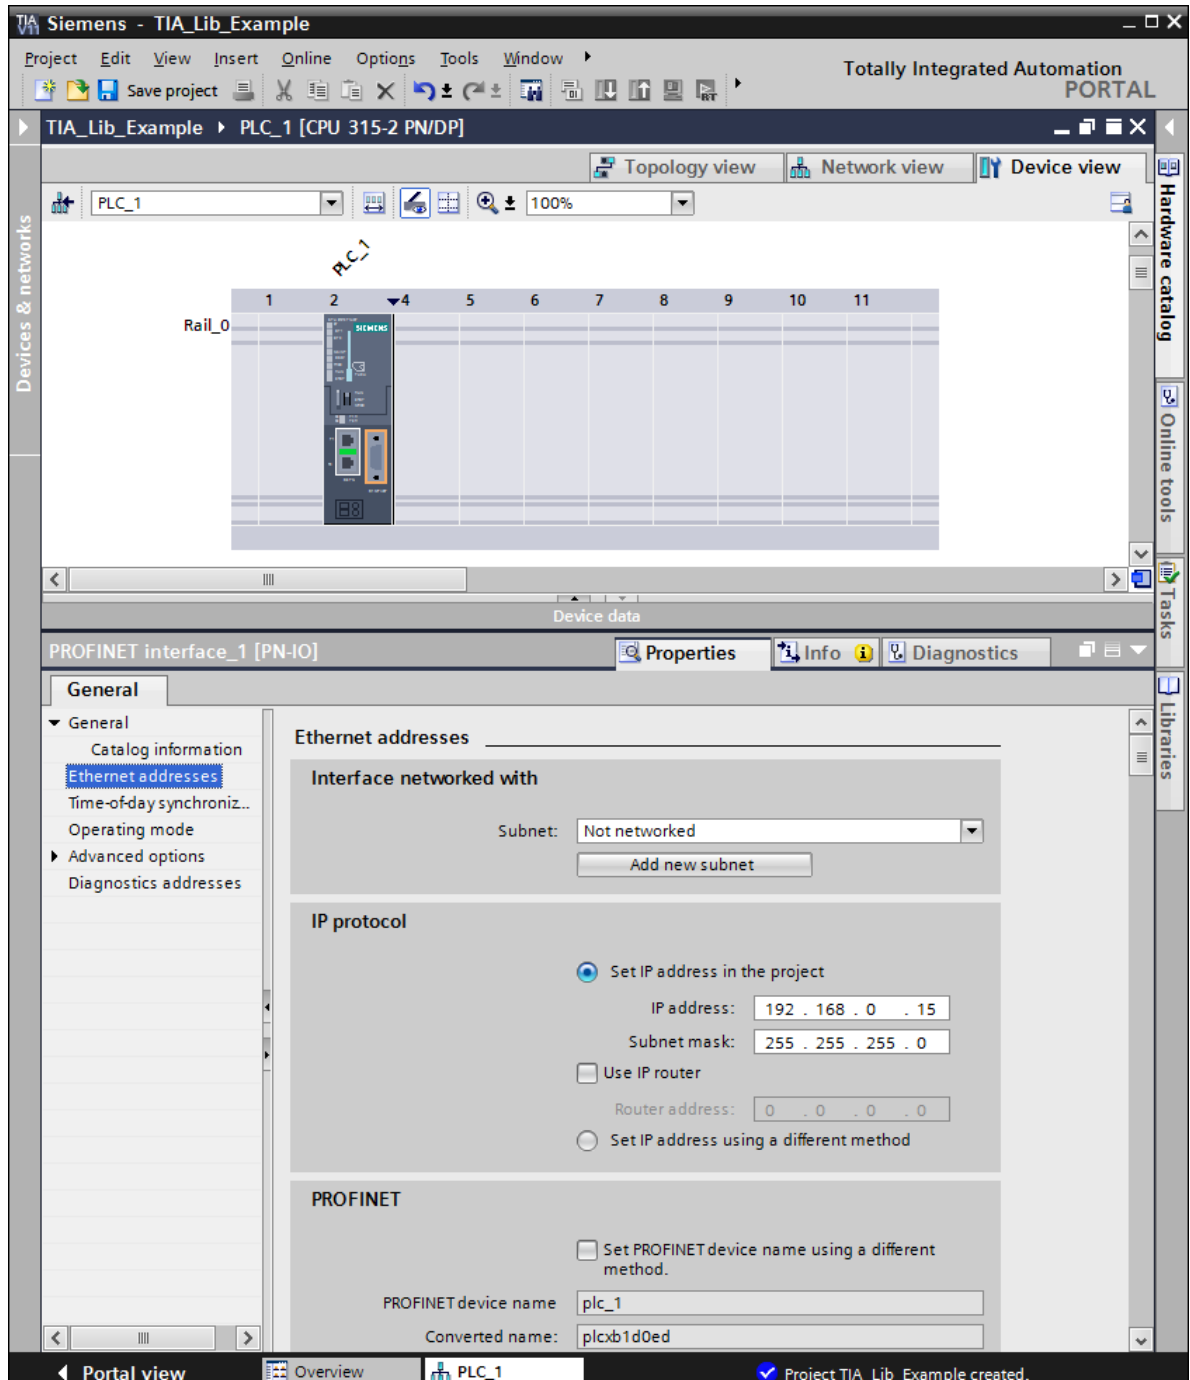 TIA V11 Siemens - TIA_Lib_Example
Project Edit View Insert Online Options Tools Window
Totally Integrated Automation
PORTAL
Save project
TIA_Lib_Example PLC_1 [CPU 315-2 PN/DP]
Topology view Network view Device view
PLC_1 100%
Devices & networks
Hardware catalog
Online tools
Tasks
Libraries
PLC_1
1 2 4 5 6 7 8 9 10 11
Rail_0
SIEMENS
Device data
PROFINET interface_1 [PN-IO] Properties Info Diagnostics
General
General
Catalog information
Ethernet addresses
Time-of-day synchroniz...
Operating mode
Advanced options
Diagnostics addresses
Ethernet addresses
Interface networked with
Subnet: Not networked
Add new subnet
IP protocol
Set IP address in the project
IP address: 192 . 168 . 0 . 15
Subnet mask: 255 . 255 . 255 . 0
Use IP router
Router address: 0 . 0 . 0 . 0
Set IP address using a different method
PROFINET
Set PROFINET device name using a different
method.
PROFINET device name plc_1
Converted name: plcxb1d0ed
Portal view Overview PLC_1 Project TIA_Lib_Example created.